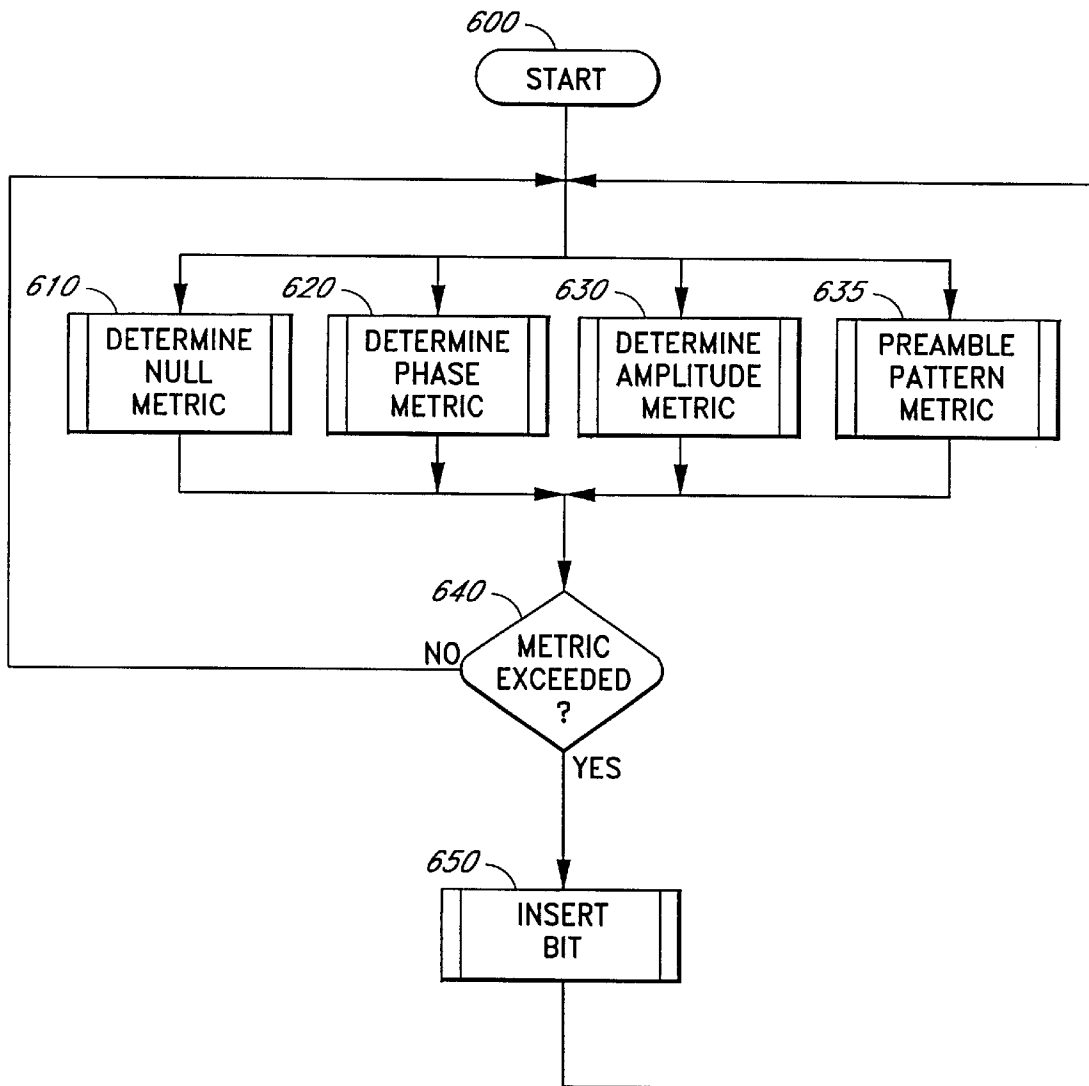 600
START
610
DETERMINE
NULL
METRIC
620
DETERMINE
PHASE
METRIC
630
DETERMINE
AMPLITUDE
METRIC
635
PREAMBLE
PATTERN
METRIC
640
METRIC
EXCEEDED
?
NO
YES
650
INSERT
BIT